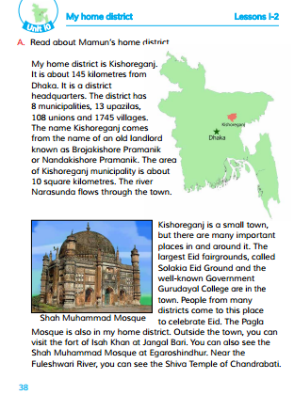 Unit 10
My home district
Lessons 1-2
A. Read about Mamun's home district.
My home district is Kishoreganj.
It is about 145 kilometres from
Dhaka. It is a district
headquarters. The district has
8 municipalities, 13 upazilas,
108 unions and 1745 villages.
The name Kishoreganj comes
from the name of an old landlord
known as Brojakishore Pramanik
or Nandakishore Pramanik. The area
of Kishoreganj municipality is about
10 square kilometres. The river
Narasunda flows through the town.
Kishoreganj
Dhaka
Kishoreganj is a small town,
but there are many important
places in and around it. The
largest Eid fairgrounds, called
Solakia Eid Ground and the
well-known Government
Gurudayal College are in the
town. People from many
districts come to this place
to celebrate Eid. The Pagla
Shah Muhammad Mosque
Mosque is also in my home district. Outside the town, you can
visit the fort of Isah Khan at Jangal Bari. You can also see the
Shah Muhammad Mosque at Egaroshindhur. Near the
Fuleshwari River, you can see the Shiva Temple of Chandrabati.
38